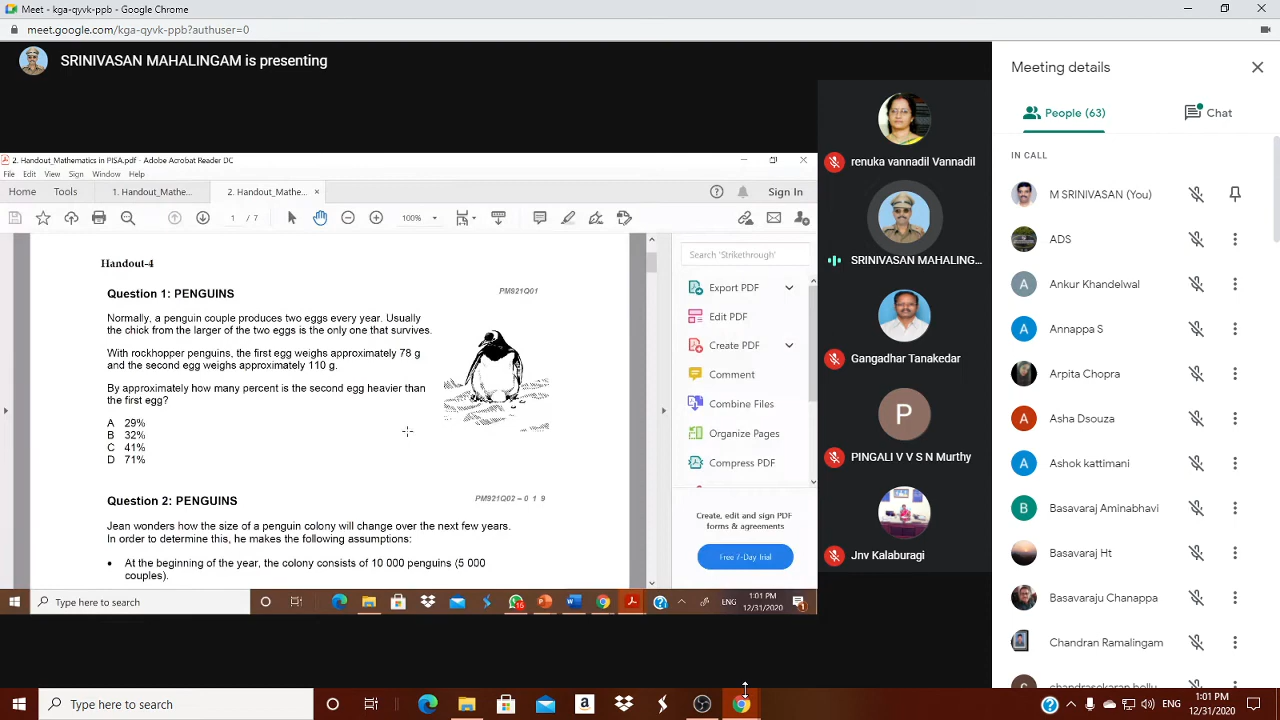 Meet - kga-qyvk-ppb - Google Chrome
meet.google.com/kga-qyvk-ppb?authuser=0
SRINIVASAN MAHALINGAM is presenting
2. Handout_Mathematics in PISA.pdf - Adobe Acrobat Reader DC
File Edit View Sign Window Help
Home Tools 1. Handout_Mathe... 2. Handout_Mathe... × Sign In
1 / 7 100%
Handout-4
Question 1: PENGUINS PM921Q01
Normally, a penguin couple produces two eggs every year. Usually
the chick from the larger of the two eggs is the only one that survives.
With rockhopper penguins, the first egg weighs approximately 78 g
and the second egg weighs approximately 110 g.
By approximately how many percent is the second egg heavier than
the first egg?
A 29%
B 32%
C 41%
D 71%
Question 2: PENGUINS PM921Q02 – 0 1 9
Jean wonders how the size of a penguin colony will change over the next few years.
In order to determine this, he makes the following assumptions:
• At the beginning of the year, the colony consists of 10 000 penguins (5 000
couples).
Search 'Strikethrough'
Export PDF
Edit PDF
Create PDF
Comment
Combine Files
Organize Pages
Compress PDF
Create, edit and sign PDF
forms & agreements
Free 7-Day Trial
Type here to search
16
ENG
1:01 PM
12/31/2020
1
renuka vannadil Vannadil
SRINIVASAN MAHALING...
Gangadhar Tanakedar
P
PINGALI V V S N Murthy
Jnv Kalaburagi
Meeting details
People (63) Chat
IN CALL
M SRINIVASAN (You)
ADS
A Ankur Khandelwal
A Annappa S
Arpita Chopra
A Asha Dsouza
A Ashok kattimani
B Basavaraj Aminabhavi
Basavaraj Ht
Basavaraju Chanappa
Chandran Ramalingam
Type here to search
ENG
1:01 PM
12/31/2020